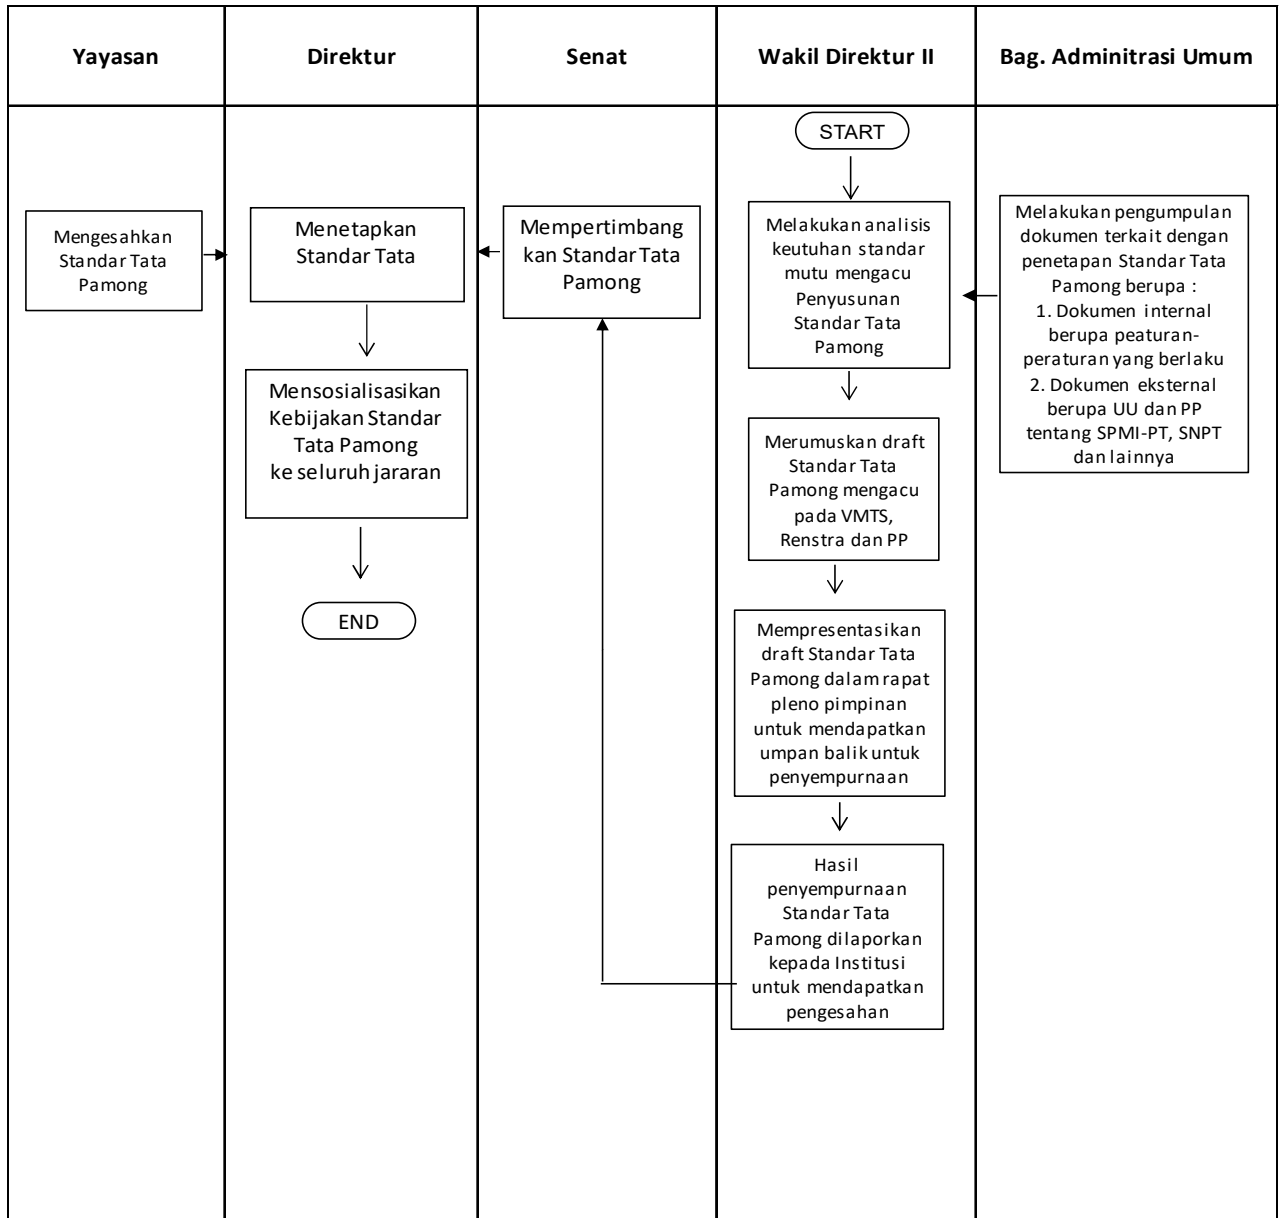 Yayasan
Direktur
Senat
Wakil Direktur II
Bag. Adminitrasi Umum
Mengesahkan
Standar Tata
Pamong
Menetapkan
Standar Tata
Mensosialisasikan
Kebijakan Standar
Tata Pamong
ke seluruh jararan
END
Mempertimbang
kan Standar Tata
Pamong
START
Melakukan analisis
keutuhan standar
mutu mengacu
Penyusunan
Standar Tata
Pamong
Merumuskan draft
Standar Tata
Pamong mengacu
pada VMTS,
Renstra dan PP
Mempresentasikan
draft Standar Tata
Pamong dalam rapat
pleno pimpinan
untuk mendapatkan
umpan balik untuk
penyempurnaan
Hasil
penyempurnaan
Standar Tata
Pamong dilaporkan
kepada Institusi
untuk mendapatkan
pengesahan
Melakukan pengumpulan
dokumen terkait dengan
penetapan Standar Tata
Pamong berupa :
1. Dokumen internal
berupa peaturan-
peraturan yang berlaku
2. Dokumen eksternal
berupa UU dan PP
tentang SPMI-PT, SNPT
dan lainnya